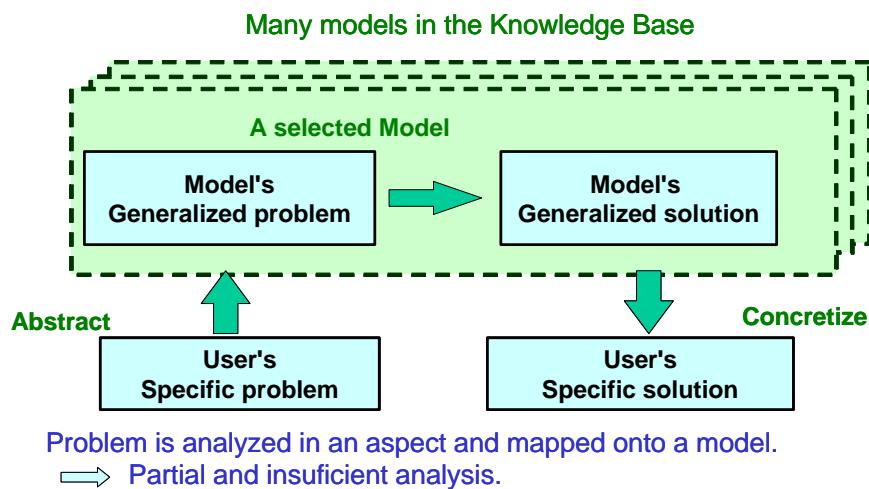 Many models in the Knowledge Base
A selected Model
Model's
Generalized problem
Model's
Generalized solution
Abstract
Concretize
User's
Specific problem
User's
Specific solution
Problem is analyzed in an aspect and mapped onto a model.
Partial and insuficient analysis.